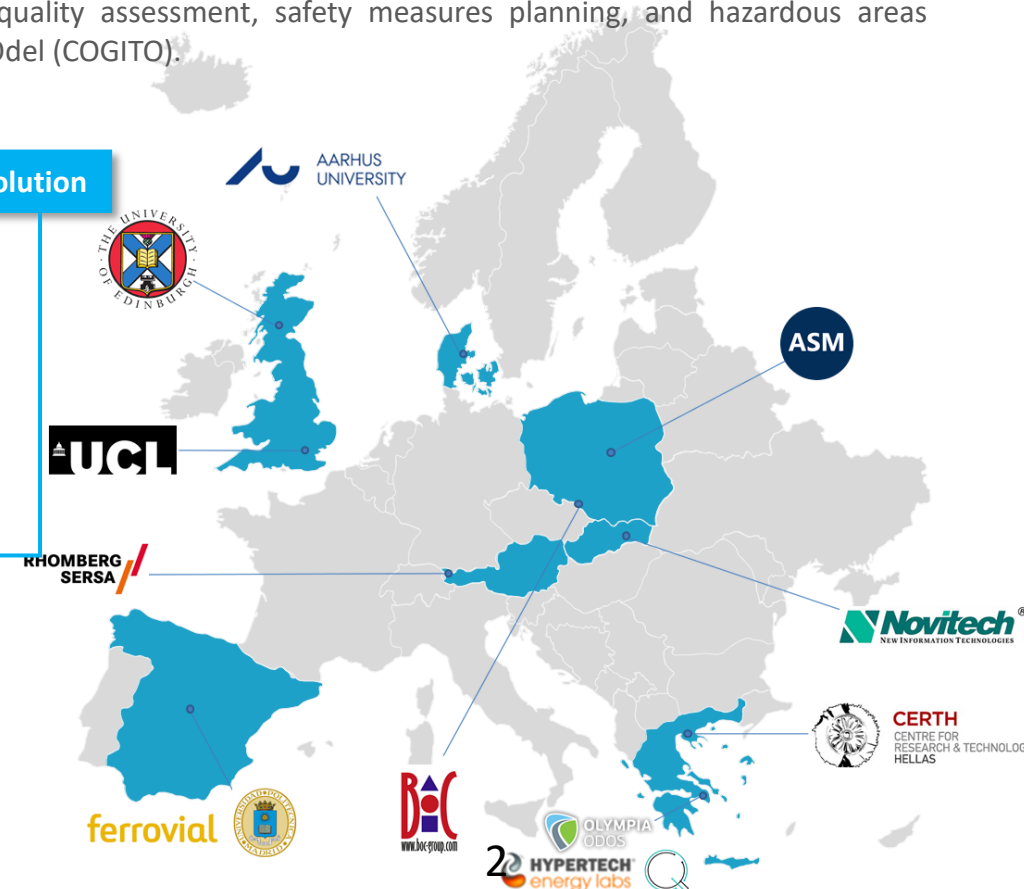 quality assessment, safety measures planning, and hazardous areas
Odel (COGITO).
olution
AARHUS
UNIVERSITY
THE UNIVERSITY
OF EDINBURGH
ASM
UCL
RHOMBERG
SERSA
Novitech®
NEW INFORMATION TECHNOLOGIES
CERTH
CENTRE FOR
RESEARCH & TECHNOLOG
HELLAS
ferrovial
BOC
www.boc-group.com
OLYMPIA
ODOS
2
HYPERTECH
energy labs